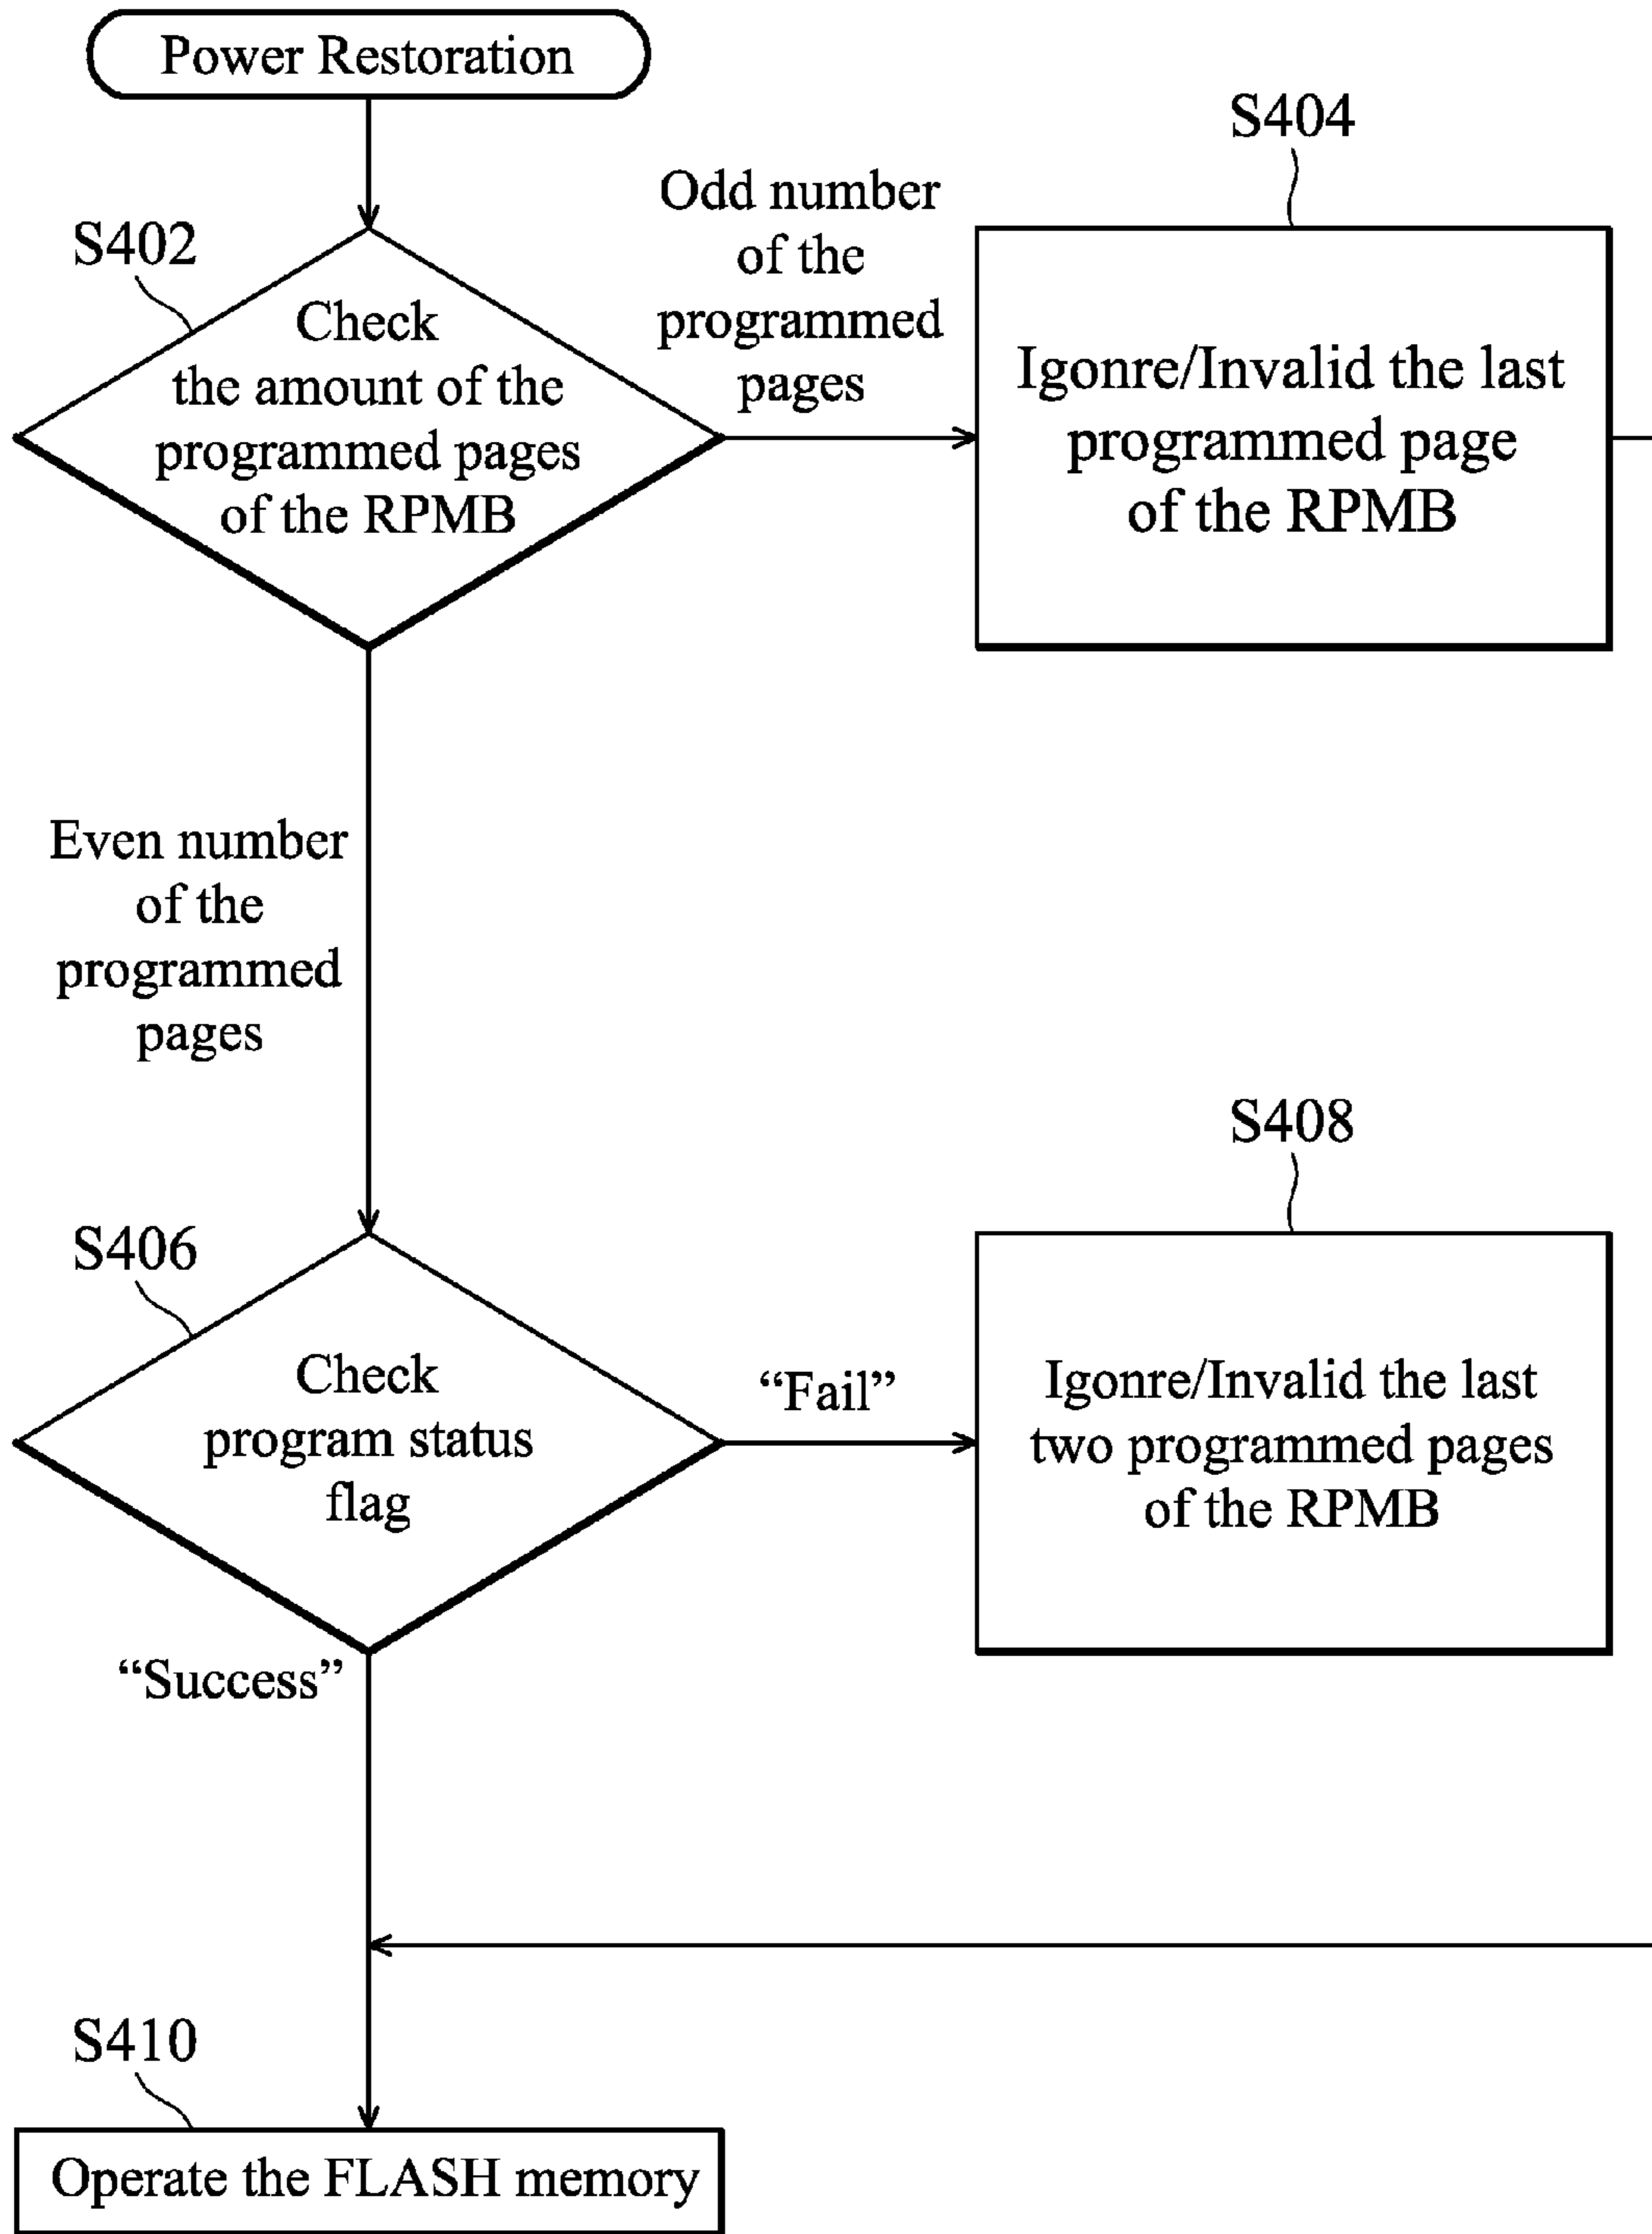 Power Restoration
S402
Check
the amount of the
programmed pages
of the RPMB
Odd number
of the
programmed
pages
S404
Igonre/Invalid the last
programmed page
of the RPMB
Even number
of the
programmed
pages
S406
Check
program status
flag
“Fail”
S408
Igonre/Invalid the last
two programmed pages
of the RPMB
“Success”
S410
Operate the FLASH memory